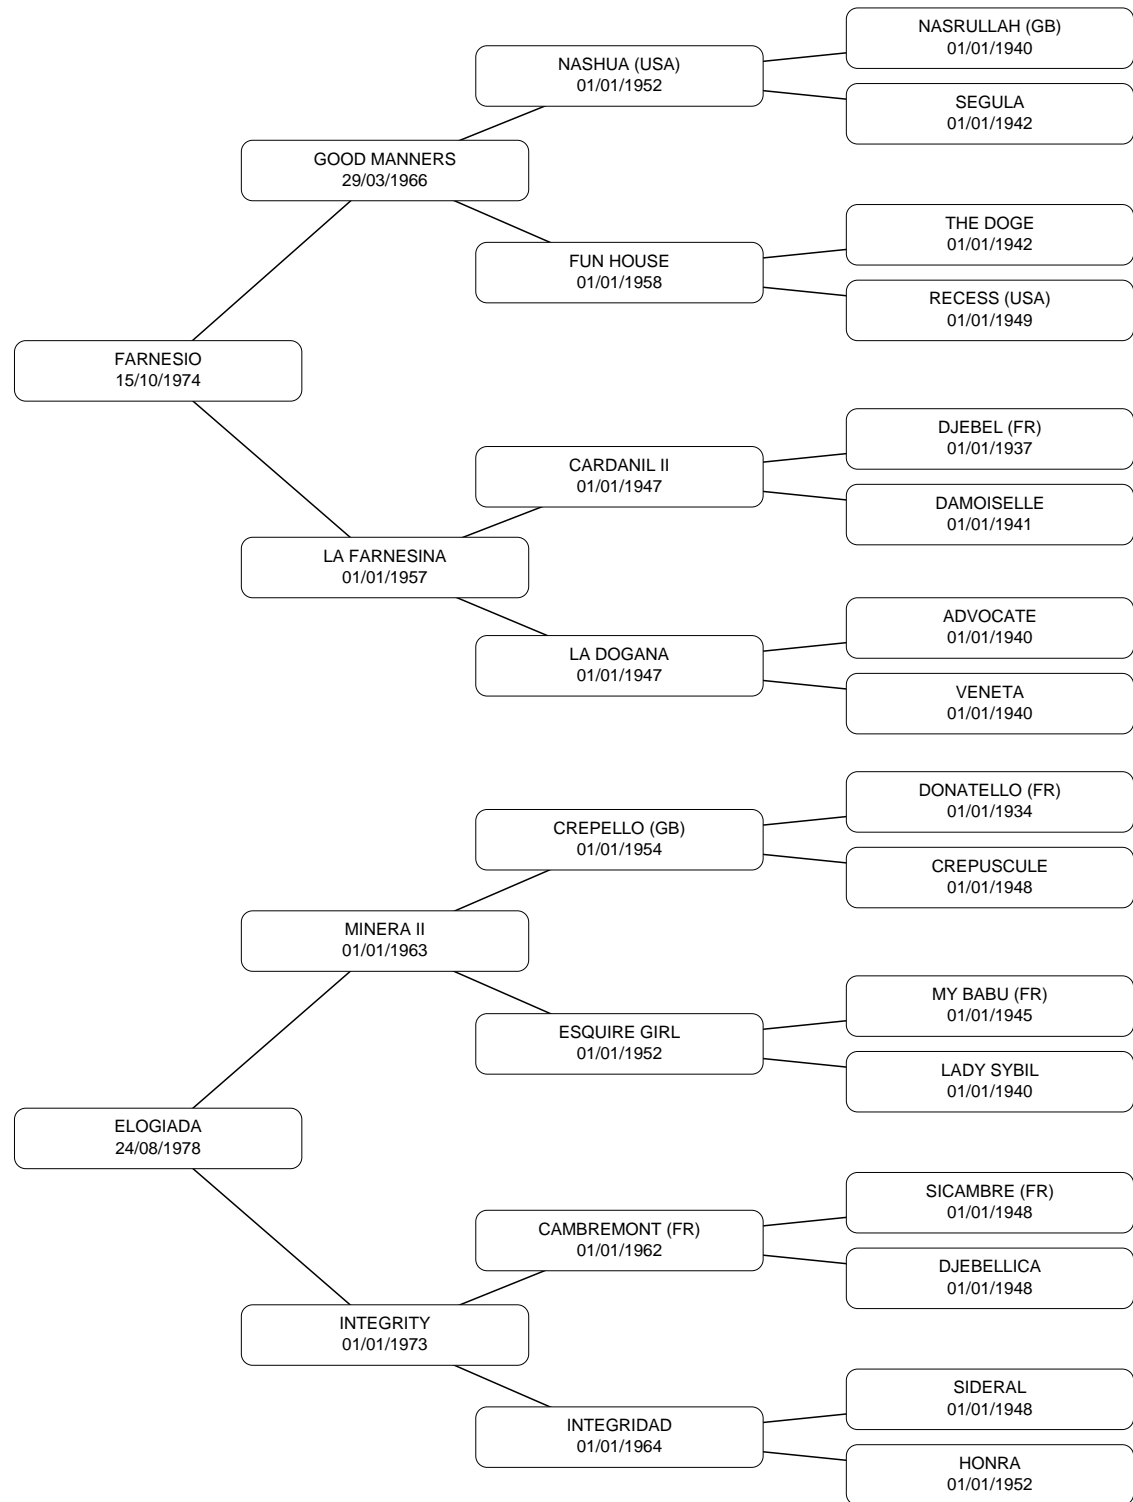 NASRULLAH (GB)
01/01/1940
NASHUA (USA)
01/01/1952
SEGULA
01/01/1942
GOOD MANNERS
29/03/1966
THE DOGE
01/01/1942
FUN HOUSE
01/01/1958
RECESS (USA)
01/01/1949
FARNESIO
15/10/1974
DJEBEL (FR)
01/01/1937
CARDANIL II
01/01/1947
DAMOISELLE
01/01/1941
LA FARNESINA
01/01/1957
ADVOCATE
01/01/1940
LA DOGANA
01/01/1947
VENETA
01/01/1940
DONATELLO (FR)
01/01/1934
CREPELLO (GB)
01/01/1954
CREPUSCULE
01/01/1948
MINERA II
01/01/1963
MY BABU (FR)
01/01/1945
ESQUIRE GIRL
01/01/1952
LADY SYBIL
01/01/1940
ELOGIADA
24/08/1978
SICAMBRE (FR)
01/01/1948
CAMBREMONT (FR)
01/01/1962
DJEBELLICA
01/01/1948
INTEGRITY
01/01/1973
SIDERAL
01/01/1948
INTEGRIDAD
01/01/1964
HONRA
01/01/1952